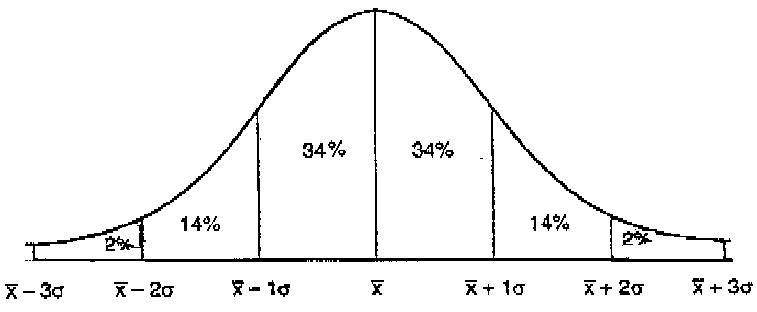 34% 34%
14% 14%
2% 2%
x̅ – 3σ x̅ – 2σ x̅ – 1σ x̅ x̅ + 1σ x̅ + 2σ x̅ + 3σ